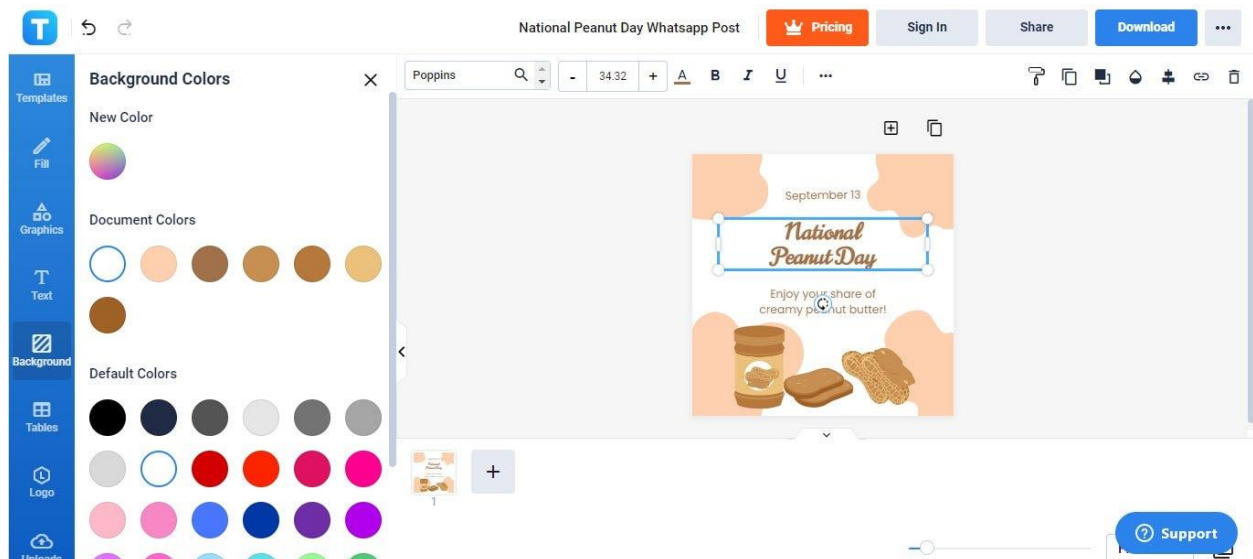 T
National Peanut Day Whatsapp Post
Pricing
Sign In
Share
Download
Templates
Fill
Graphics
Text
Background
Tables
Logo
Uploads
Background Colors
New Color
Document Colors
Default Colors
Poppins
- 34.32 +
A B I U
September 13
National
Peanut Day
Enjoy your share of
creamy peanut butter!
1
Support